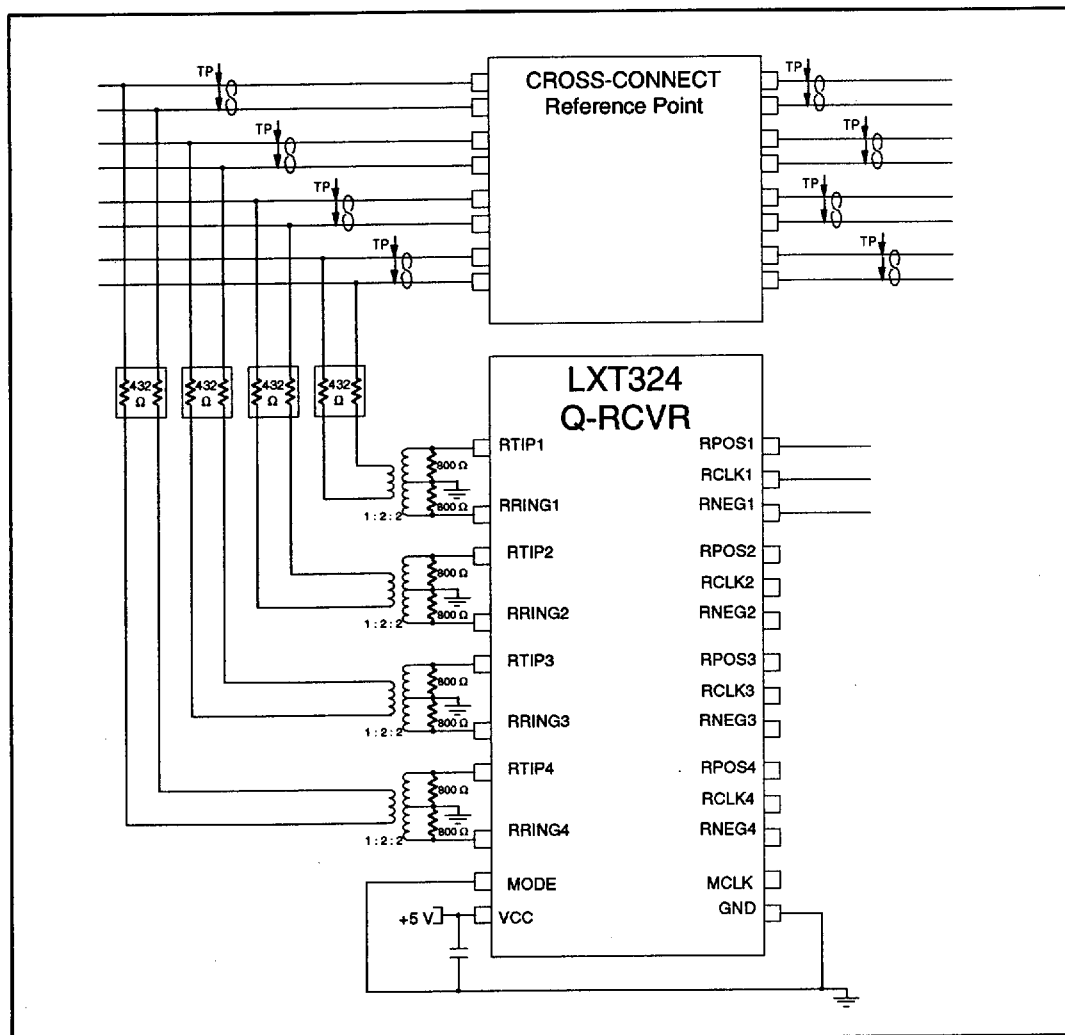 TP
CROSS-CONNECT
Reference Point
TP
TP
TP
TP
TP
TP
TP
432
Ω
432
Ω
432
Ω
432
Ω
LXT324
Q-RCVR
RTIP1
RPOS1
800 Ω
RCLK1
800 Ω
RRING1
RNEG1
1 : 2 : 2
RTIP2
RPOS2
800 Ω
RCLK2
800 Ω
RRING2
RNEG2
1 : 2 : 2
RTIP3
RPOS3
800 Ω
RCLK3
800 Ω
RRING3
RNEG3
1 : 2 : 2
RTIP4
RPOS4
800 Ω
RCLK4
800 Ω
RRING4
RNEG4
1 : 2 : 2
MODE
MCLK
+5 V
VCC
GND